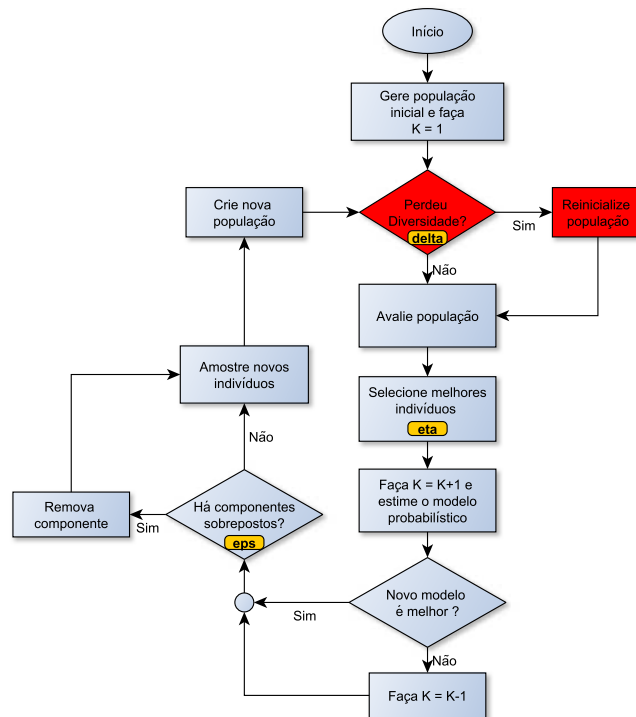 Início
Gere população
inicial e faça
K = 1
Crie nova
população
Perdeu
Diversidade?
delta
Sim
Reinicialize
população
Não
Avalie população
Amostre novos
indivíduos
Selecione melhores
indivíduos
eta
Não
Faça K = K+1 e
estime o modelo
probabilístico
Remova
componente
Sim
Há componentes
sobrepostos?
eps
Novo modelo
é melhor ?
Sim
Não
Faça K = K-1